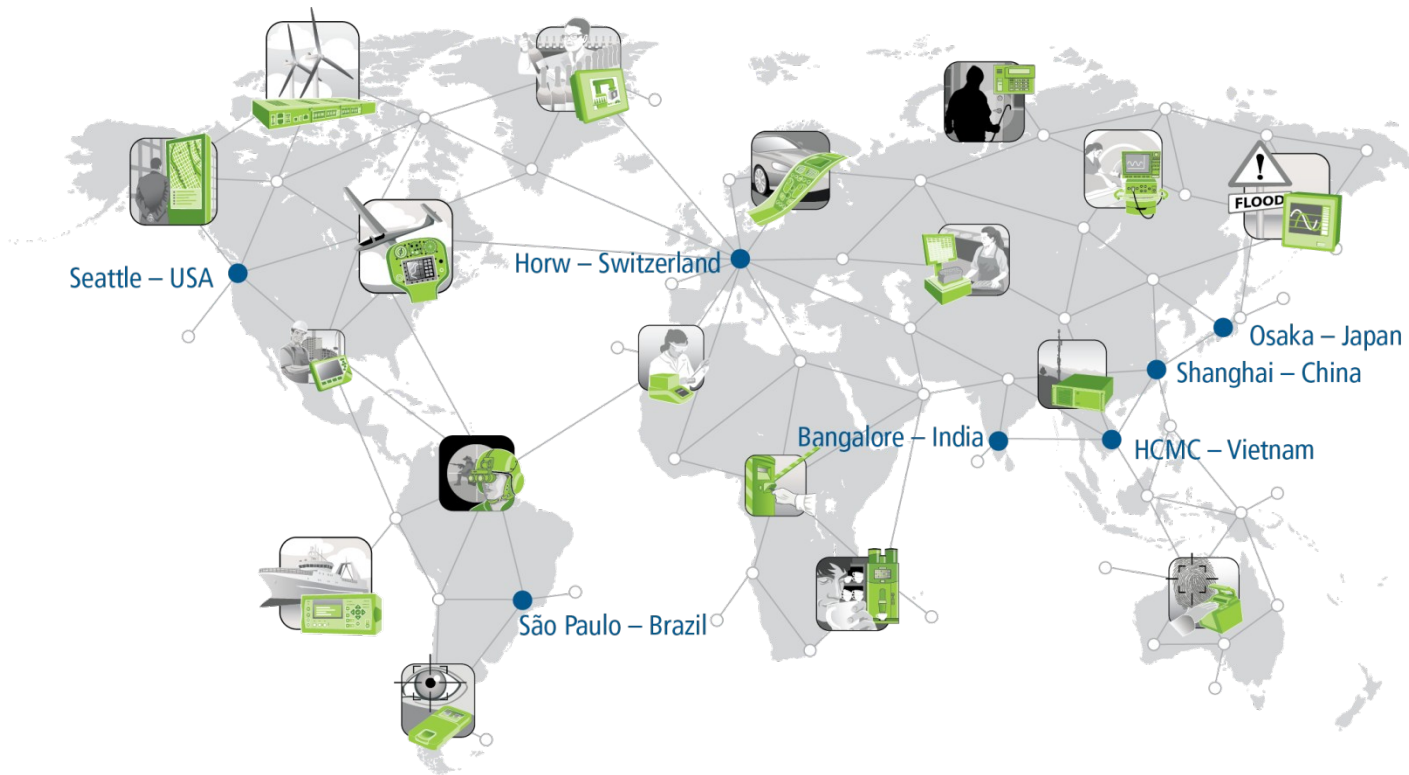 FLOOD
Seattle – USA
Horw – Switzerland
Osaka – Japan
Shanghai – China
Bangalore – India
HCMC – Vietnam
São Paulo – Brazil